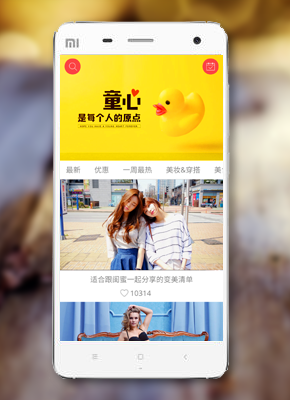 mi
童心
是每个人的原点
最新 优惠 一周最热 美妆&穿搭 美
适合跟闺蜜一起分享的变美清单
10314